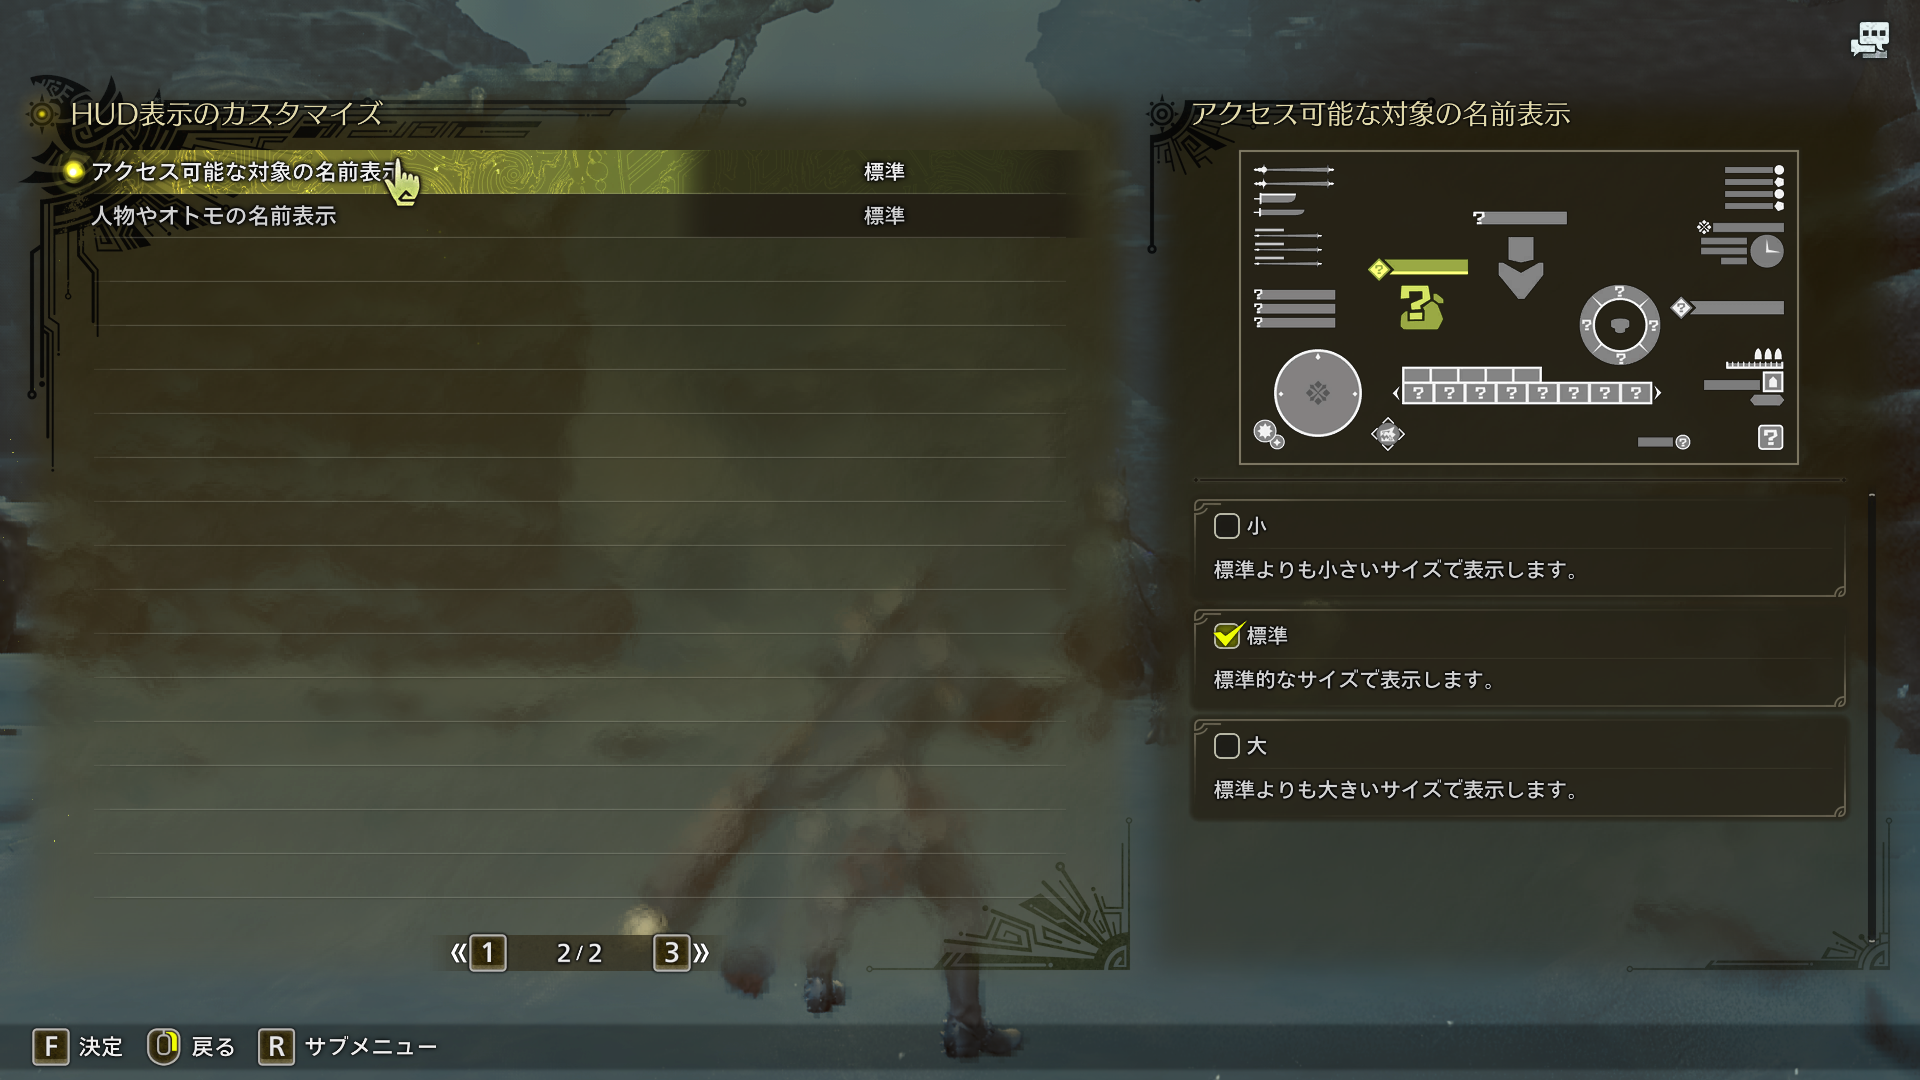 HUD表示のカスタマイズ
アクセス可能な対象の名前表示 標準
人物やオトモの名前表示 標準
« 1 2/2 3 »
アクセス可能な対象の名前表示
?
?
?
?
?
?
?
? ? ? ?
? ? ? ? ? ? ? ?
?
?
?
小
標準よりも小さいサイズで表示します。
標準
標準的なサイズで表示します。
大
標準よりも大きいサイズで表示します。
F 決定 戻る R サブメニュー